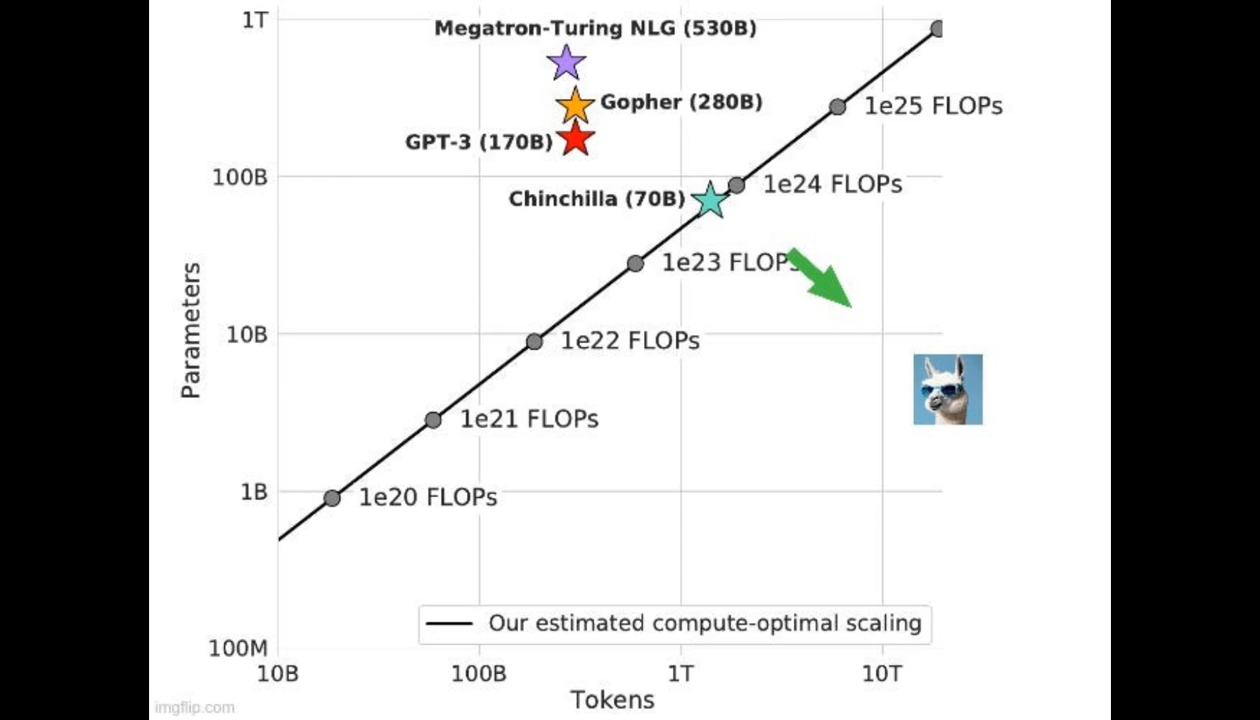 1T
Megatron-Turing NLG (530B)
Gopher (280B)
1e25 FLOPs
GPT-3 (170B)
100B
1e24 FLOPs
Chinchilla (70B)
1e23 FLOPs
Parameters
10B
1e22 FLOPs
1e21 FLOPs
1B
1e20 FLOPs
Our estimated compute-optimal scaling
100M
10B
100B
1T
10T
Tokens
imgflip.com